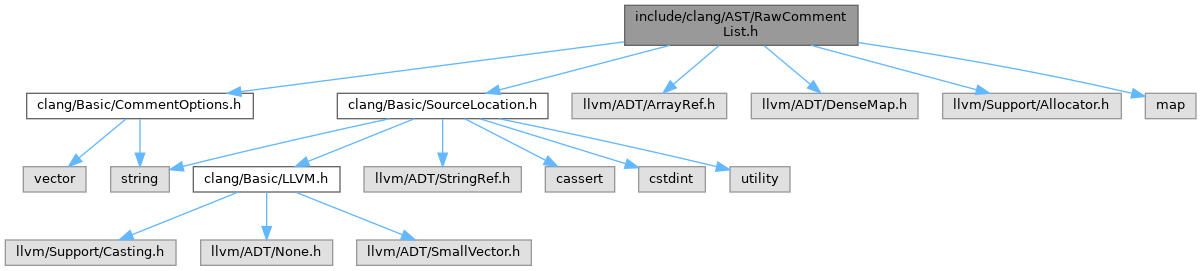 include/clang/AST/RawComment
List.h
clang/Basic/CommentOptions.h
clang/Basic/SourceLocation.h
llvm/ADT/ArrayRef.h
llvm/ADT/DenseMap.h
llvm/Support/Allocator.h
map
vector
string
clang/Basic/LLVM.h
llvm/ADT/StringRef.h
cassert
cstdint
utility
llvm/Support/Casting.h
llvm/ADT/None.h
llvm/ADT/SmallVector.h